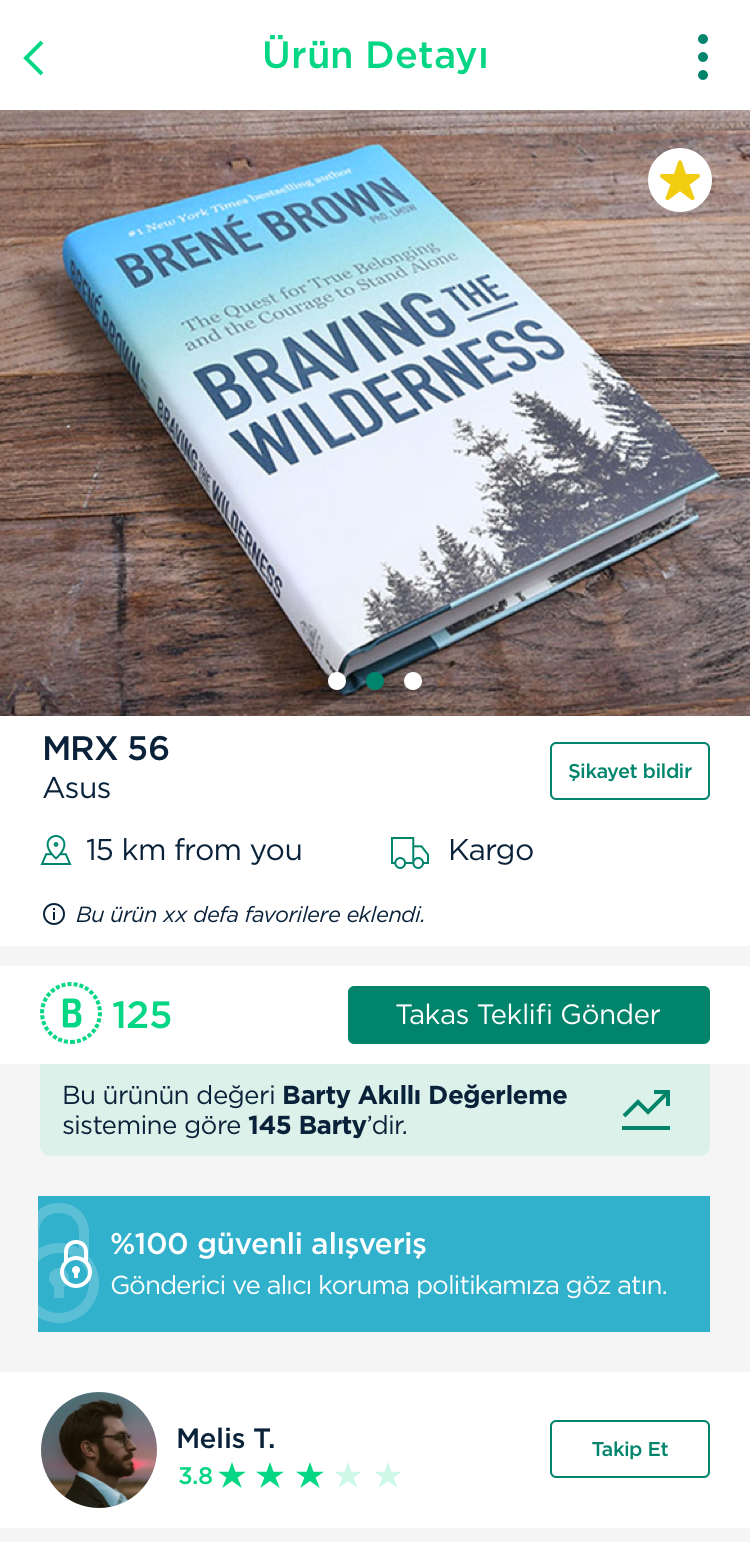 Ürün Detayı
#1 New York Times bestselling author
BRENÉ BROWN
PhD, LMSW
The Quest for True Belonging
and the Courage to Stand Alone
BRAVING THE
WILDERNESS
BRENÉ BROWN
BRAVING THE WILDERNESS
MRX 56
Asus
Şikayet bildir
15 km from you
Kargo
Bu ürün xx defa favorilere eklendi.
B 125
Takas Teklifi Gönder
Bu ürünün değeri Barty Akıllı Değerleme
sistemine göre 145 Barty’dir.
%100 güvenli alışveriş
Gönderici ve alıcı koruma politikamıza göz atın.
Melis T.
3.8
Takip Et